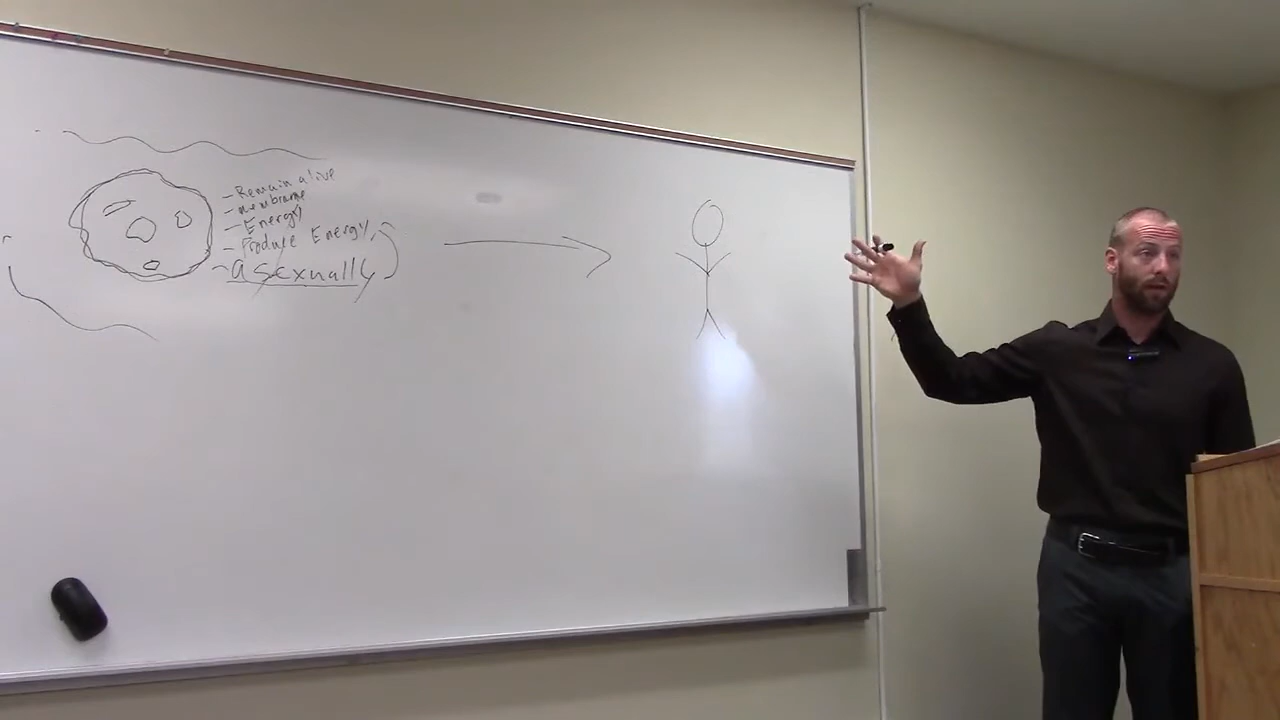 - Remain alive
- membrane
- Energy
- Produce Energy
- asexually